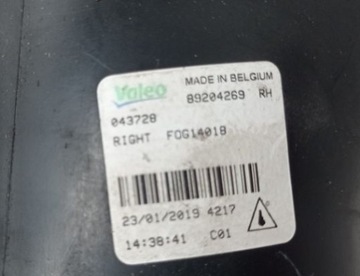 Valeo
MADE IN BELGIUM
89204269 RH
043728
RIGHT FOG14018
23/01/2019 4217
14:38:41 C01